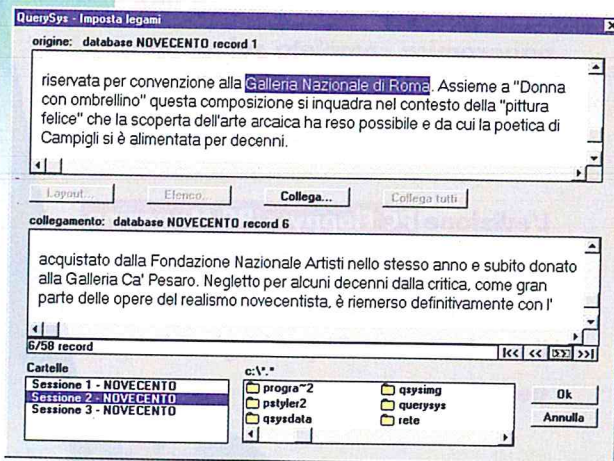 QuerySys - Imposta legami
origine: database NOVECENTO record 1
riservata per convenzione alla Galleria Nazionale di Roma. Assieme a "Donna
con ombrellino" questa composizione si inquadra nel contesto della "pittura
felice" che la scoperta dell'arte arcaica ha reso possibile e da cui la poetica di
Campigli si è alimentata per decenni.
Layout... Elenco... Collega... Collega tutti
collegamento: database NOVECENTO record 6
acquistato dalla Fondazione Nazionale Artisti nello stesso anno e subito donato
alla Galleria Ca' Pesaro. Negletto per alcuni decenni dalla critica, come gran
parte delle opere del realismo novecentista, è riemerso definitivamente con l'
6/58 record |<< << >> >>|
Cartelle
Sessione 1 - NOVECENTO
Sessione 2 - NOVECENTO
Sessione 3 - NOVECENTO
c:\*.*
progra~2 qsysimg
pstyler2 querysys
qsysdata rete
Ok
Annulla